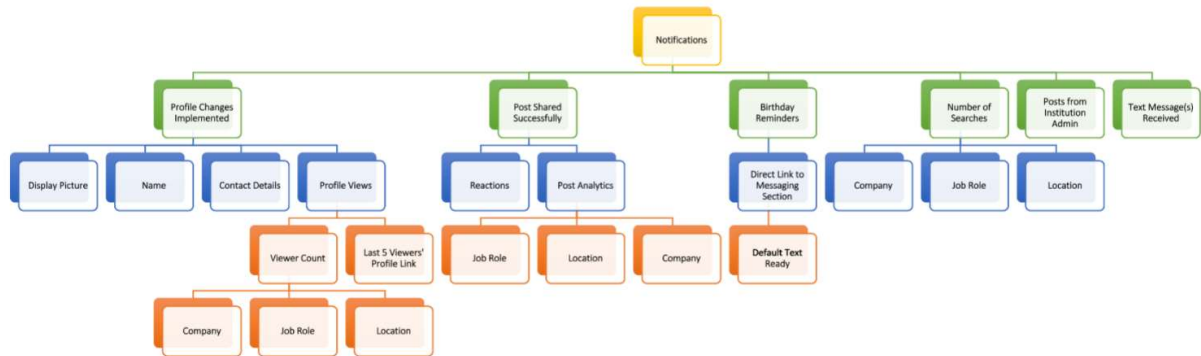 Notifications
Profile Changes
Implemented
Post Shared
Successfully
Birthday
Reminders
Number of
Searches
Posts from
Institution
Admin
Text Message(s)
Received
Display Picture
Name
Contact Details
Profile Views
Reactions
Post Analytics
Direct Link to
Messaging
Section
Company
Job Role
Location
Viewer Count
Last 5 Viewers'
Profile Link
Job Role
Location
Company
Default Text
Ready
Company
Job Role
Location